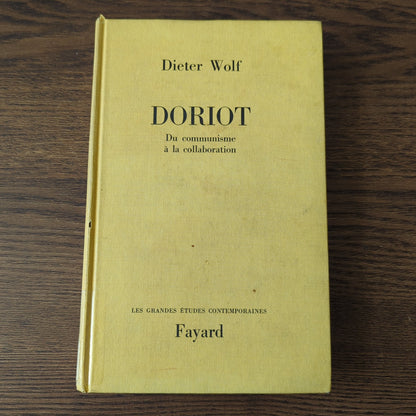 Dieter Wolf
DORIOT
Du communisme
à la collaboration
LES GRANDES ÉTUDES CONTEMPORAINES
Fayard